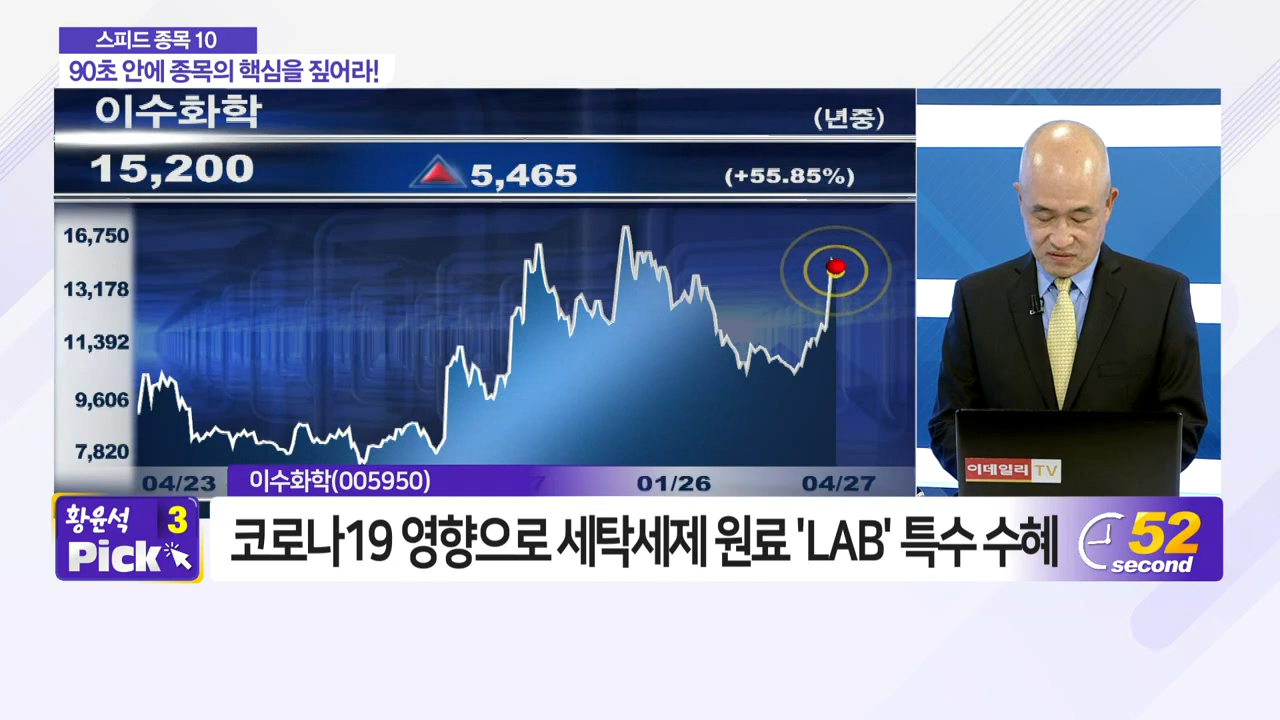 스피드 종목 10
90초 안에 종목의 핵심을 짚어라!
이수화학
(년중)
15,200
5,465
(+55.85%)
16,750
13,178
11,392
9,606
7,820
04/23
7
01/26
04/27
이데일리 TV
이수화학(005950)
황윤석 3
Pick
코로나19 영향으로 세탁세제 원료 'LAB' 특수 수혜
52
second